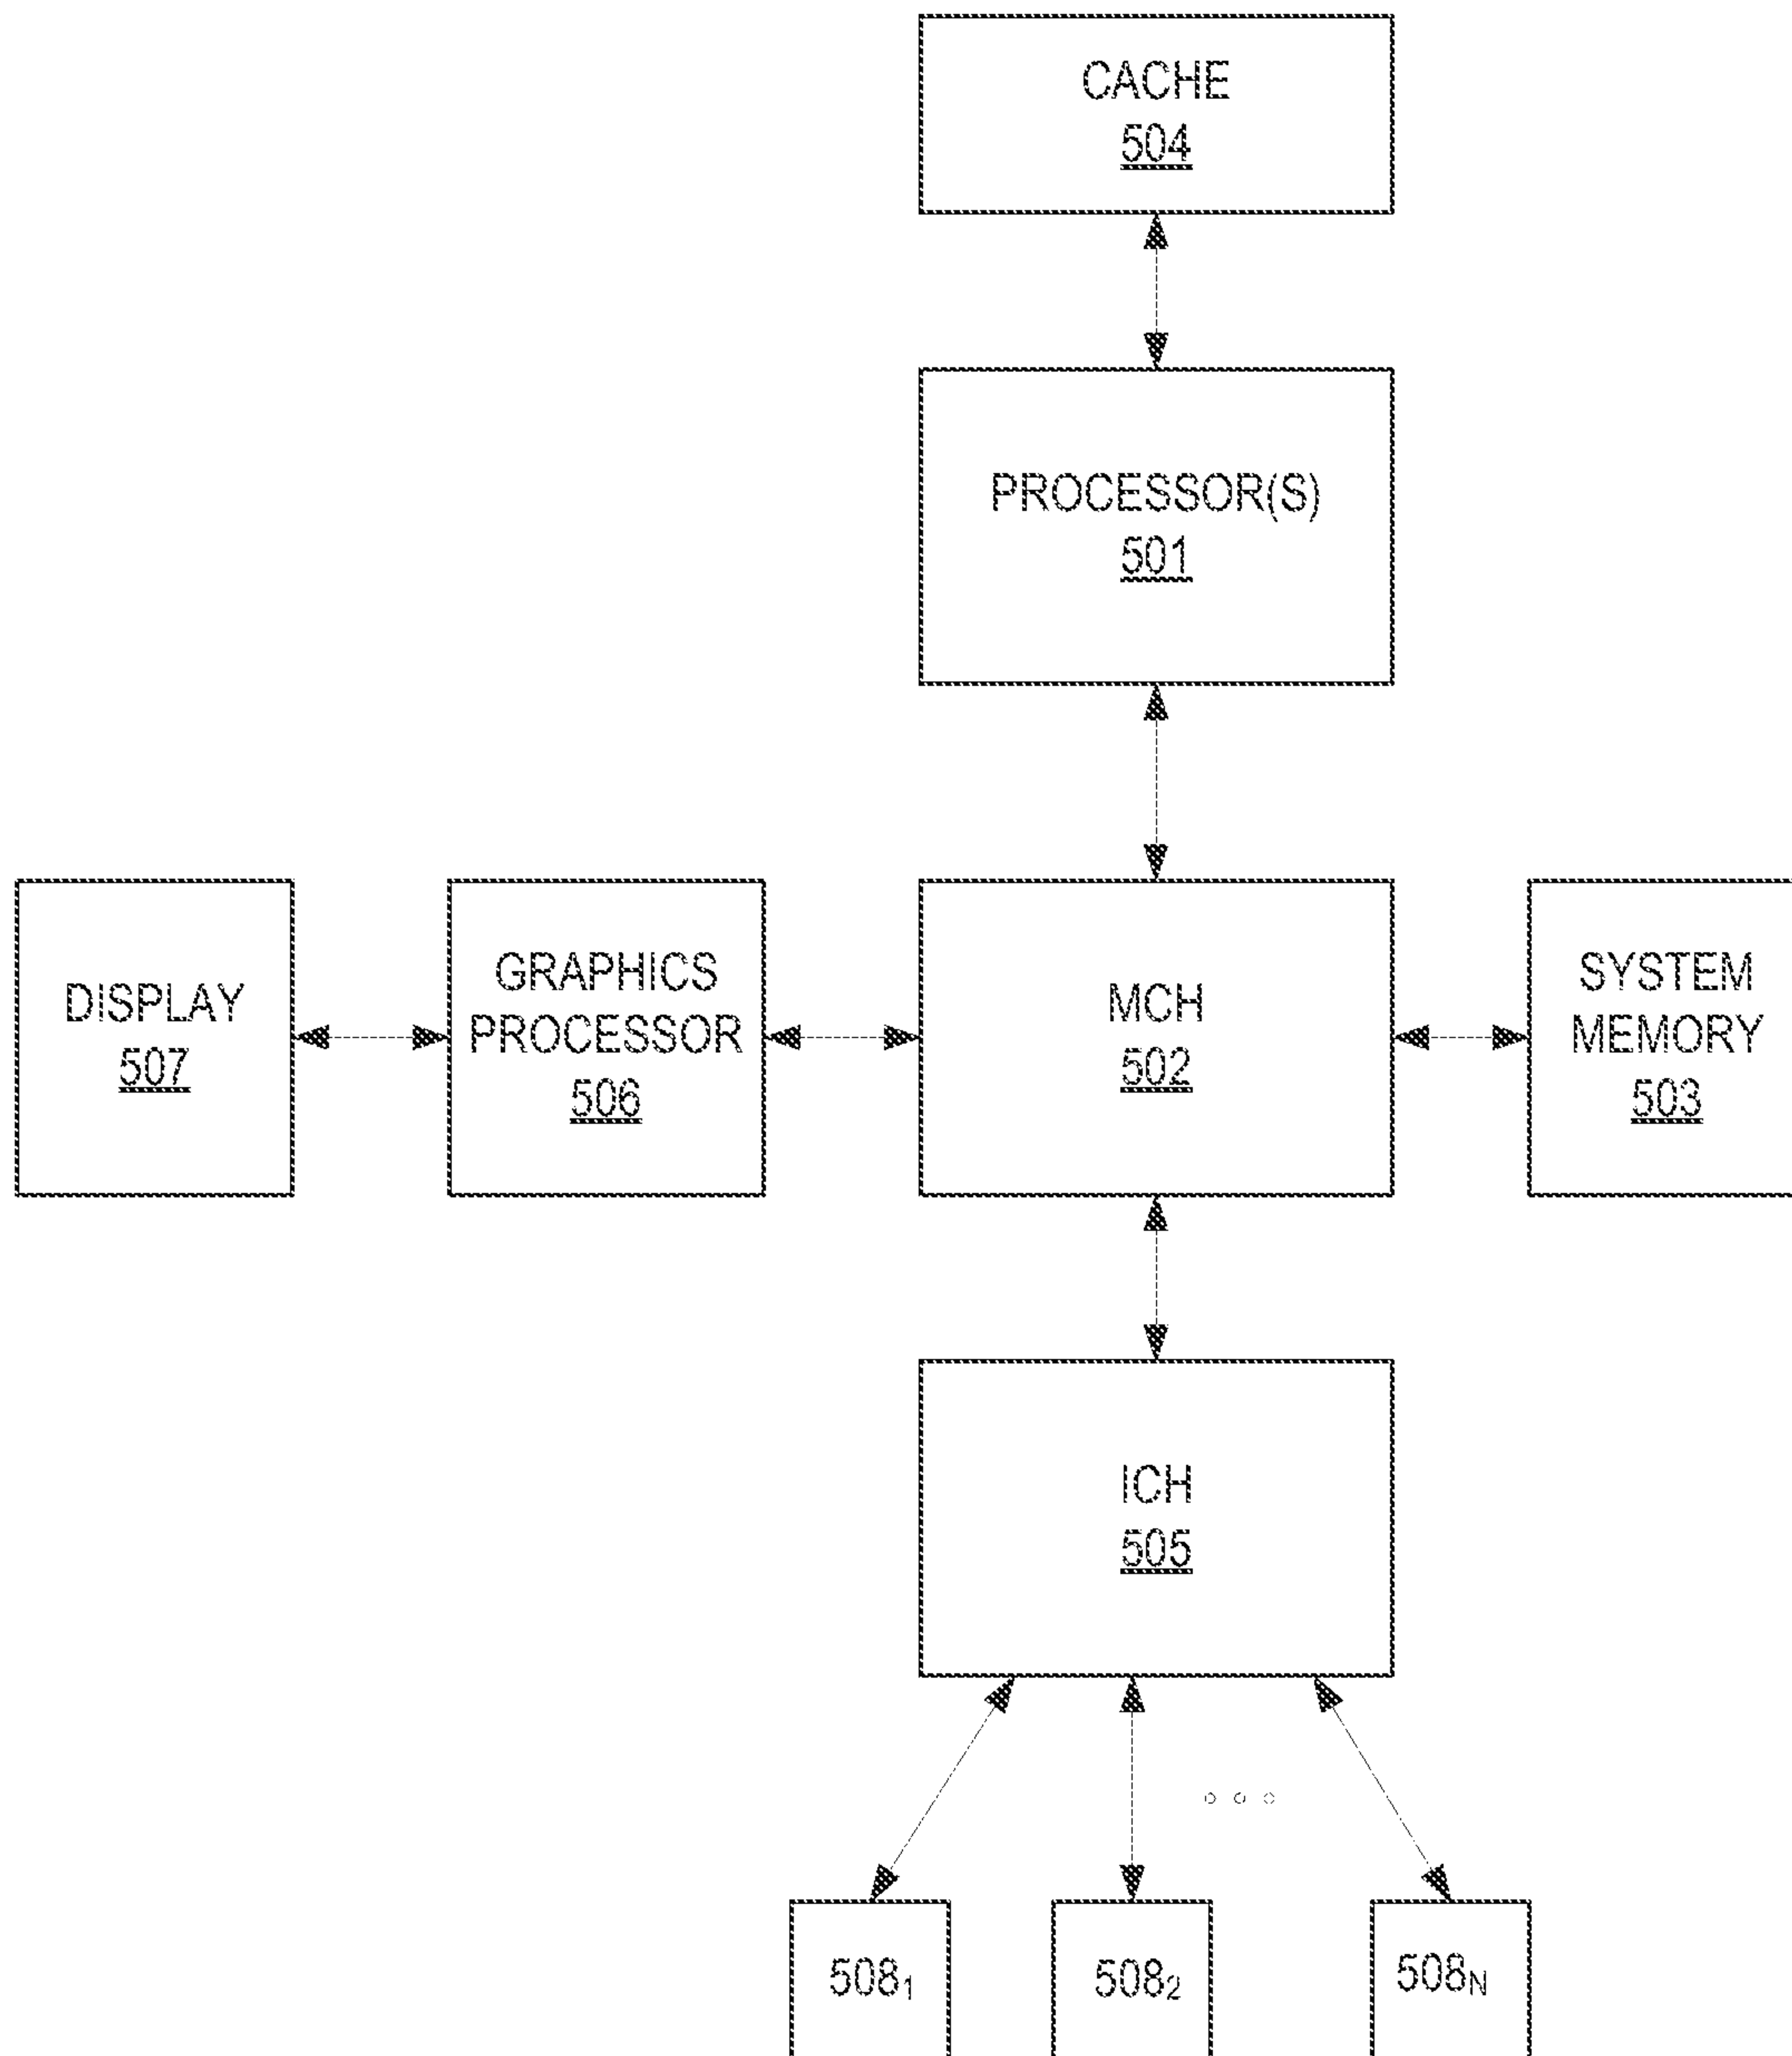 CACHE
504
PROCESSOR(S)
501
DISPLAY
507
GRAPHICS
PROCESSOR
506
MCH
502
SYSTEM
MEMORY
503
ICH
505
508₁
508₂
508N